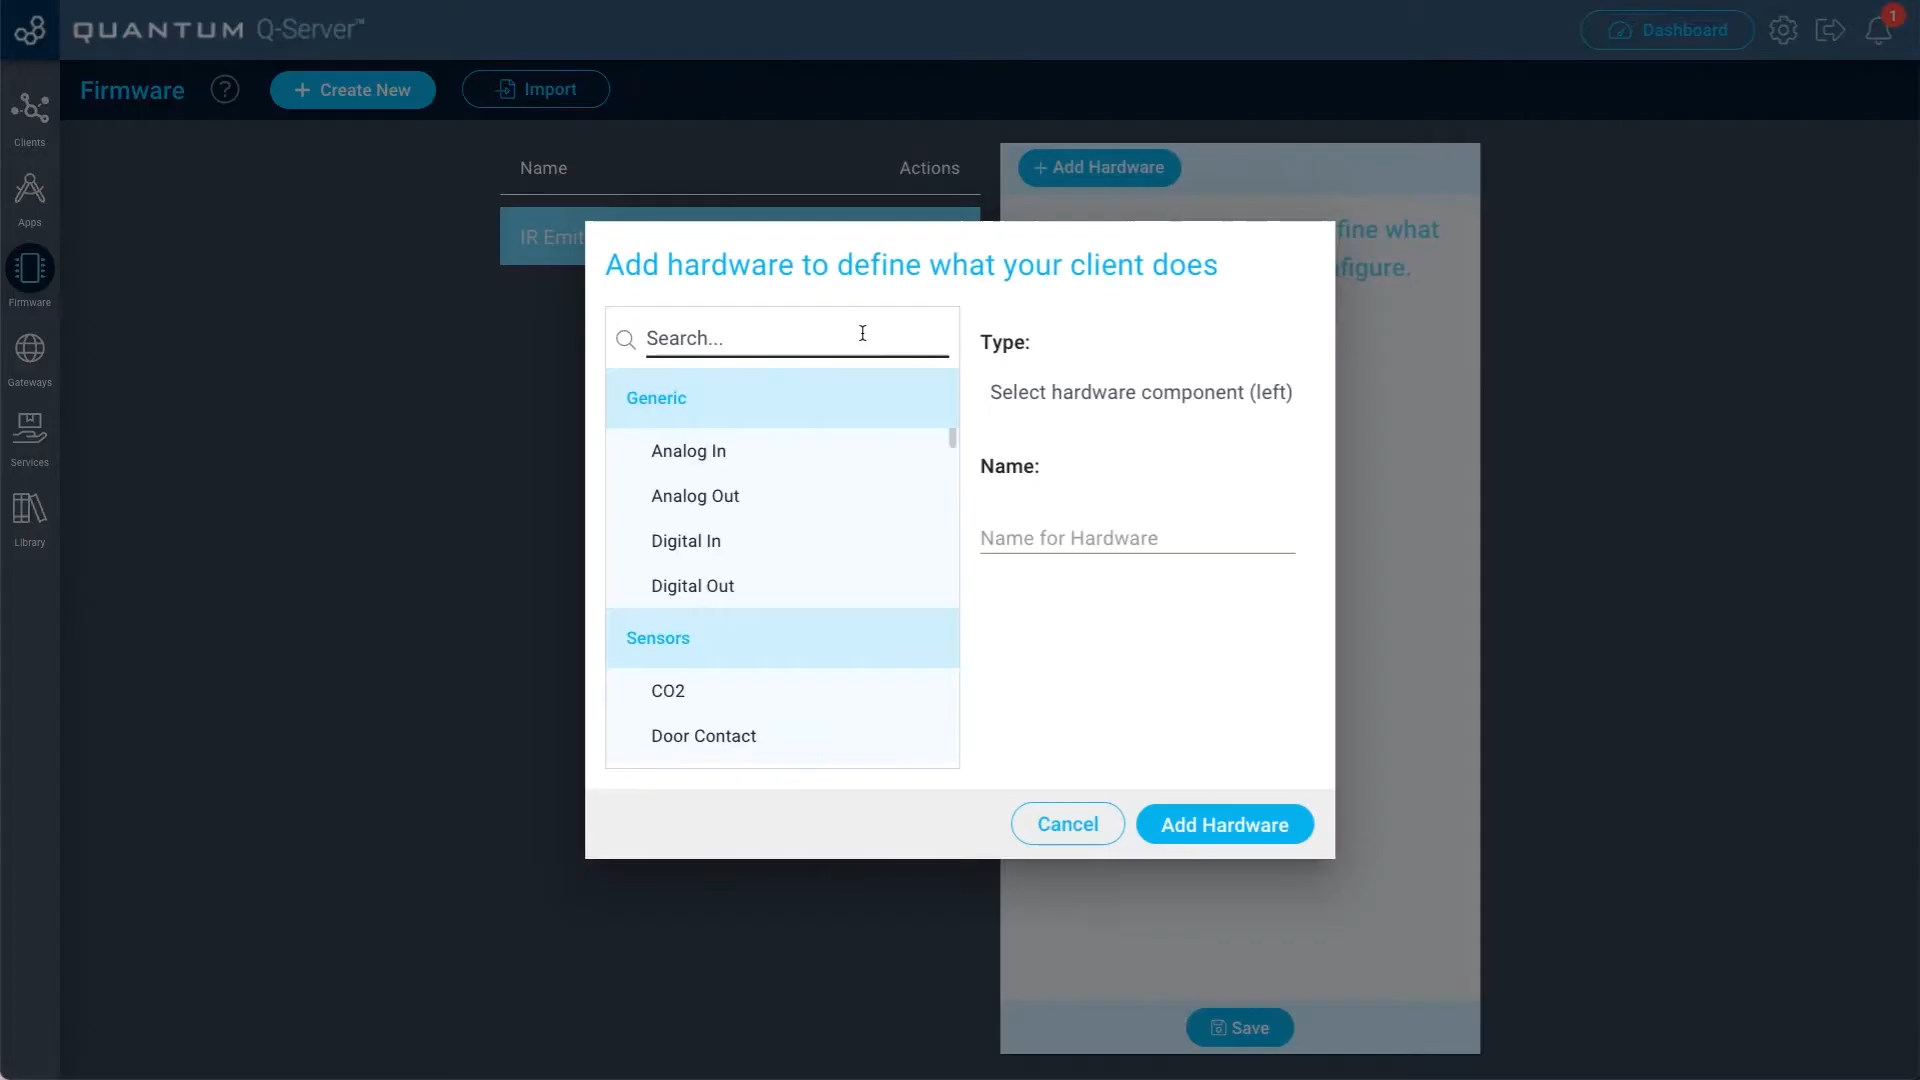 QUANTUM Q-Server™
Dashboard
1
Firmware
?
+ Create New
Import
Clients
Apps
Firmware
Gateways
Services
Library
Name
Actions
+ Add Hardware
IR Emit
fine what
figure.
Add hardware to define what your client does
Search...
Generic
Analog In
Analog Out
Digital In
Digital Out
Sensors
CO2
Door Contact
Type:
Select hardware component (left)
Name:
Name for Hardware
Cancel
Add Hardware
Save